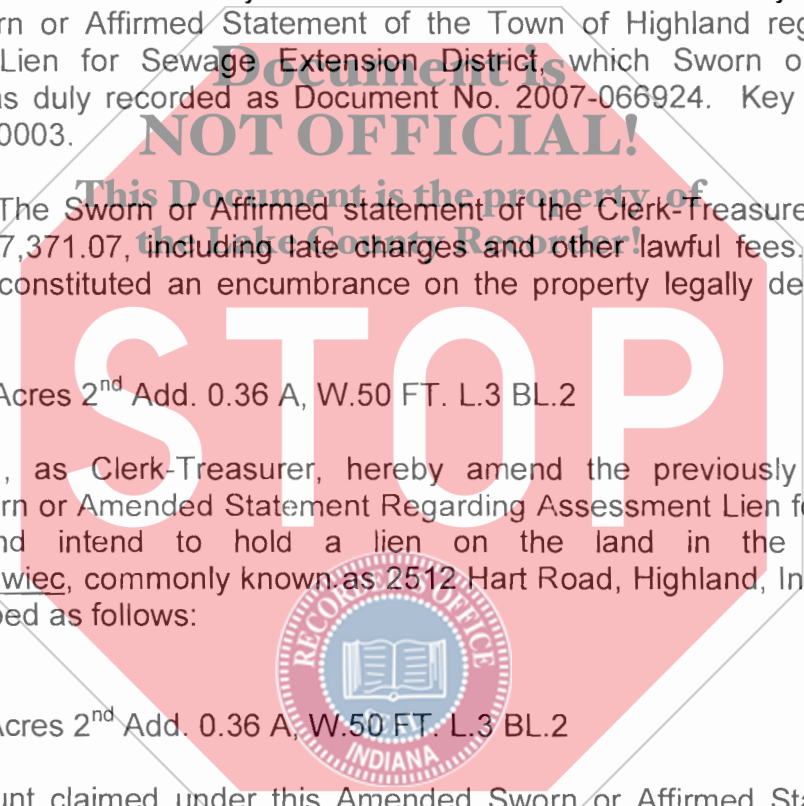 rn or Affirmed Statement of the Town of Highland reg
Lien for Sewage Extension District, which Sworn o
s duly recorded as Document No. 2007-066924. Key
0003.
Document is
NOT OFFICIAL!
This Document is the property of
the Lake County Recorder!
The Sworn or Affirmed statement of the Clerk-Treasure
7,371.07, including late charges and other lawful fees.
constituted an encumbrance on the property legally de
STOP
Acres 2nd Add. 0.36 A, W.50 FT. L.3 BL.2
, as Clerk-Treasurer, hereby amend the previously
rn or Amended Statement Regarding Assessment Lien fo
nd intend to hold a lien on the land in the
wiec, commonly known as 2512 Hart Road, Highland, In
ped as follows:
RECORDER'S OFFICE
SEAL
INDIANA
Acres 2nd Add. 0.36 A, W.50 FT. L.3 BL.2
unt claimed under this Amended Sworn or Affirmed Sta